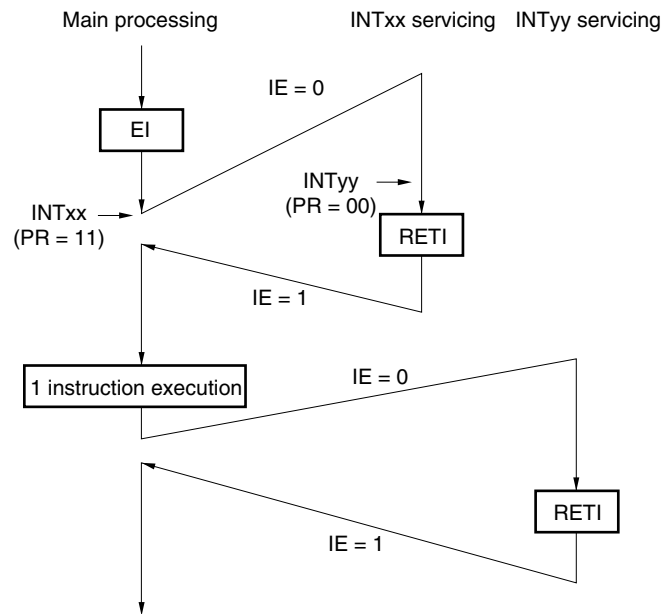 Main processing
INTxx servicing
INTyy servicing
IE = 0
EI
INTyy
(PR = 00)
INTxx
(PR = 11)
RETI
IE = 1
1 instruction execution
IE = 0
RETI
IE = 1